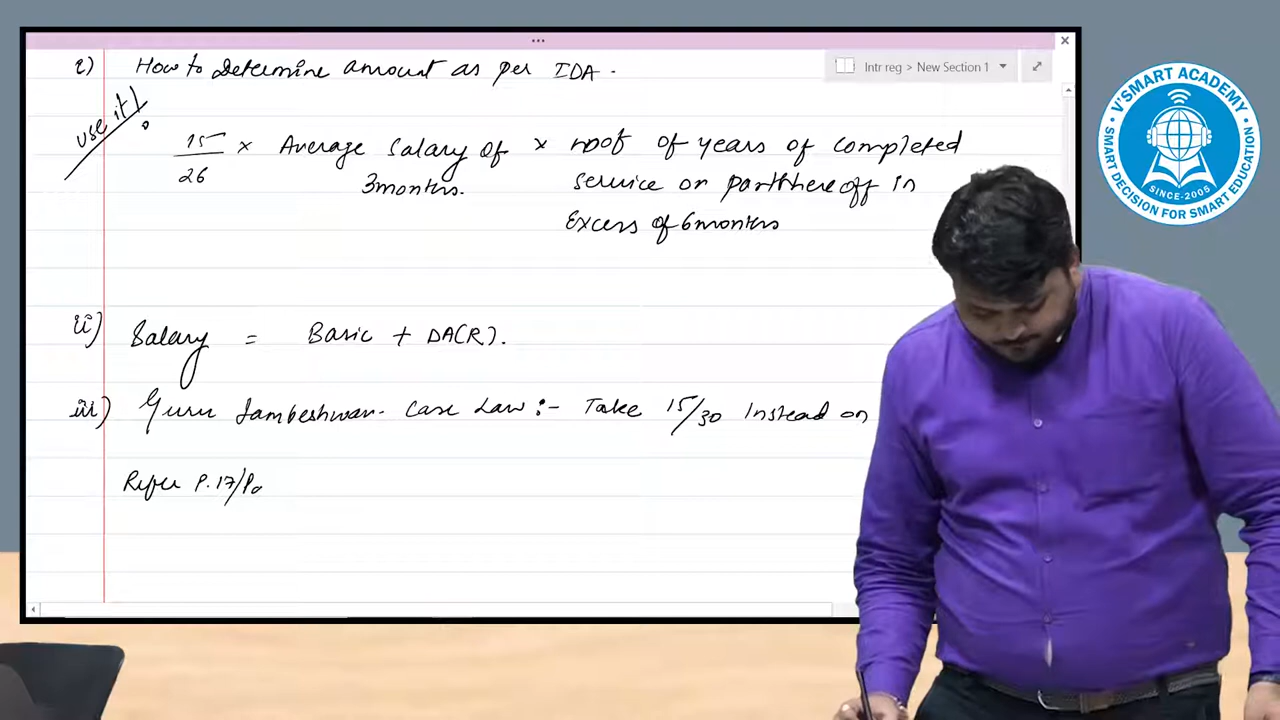 i) How to Determine amount as per IDA.
Intr reg > New Section 1
use it!
15/26 × Average Salary of 3months. × no of of years of completed
service or partthere off in
Excess of 6months
ii) Salary = Basic + DA(R).
iii) Guru Jambeshwar Case Law :- Take 15/30 Instead on
Refer P.17/Pa
V'SMART ACADEMY
SINCE-2005
SMART DECISION FOR SMART EDUCATION